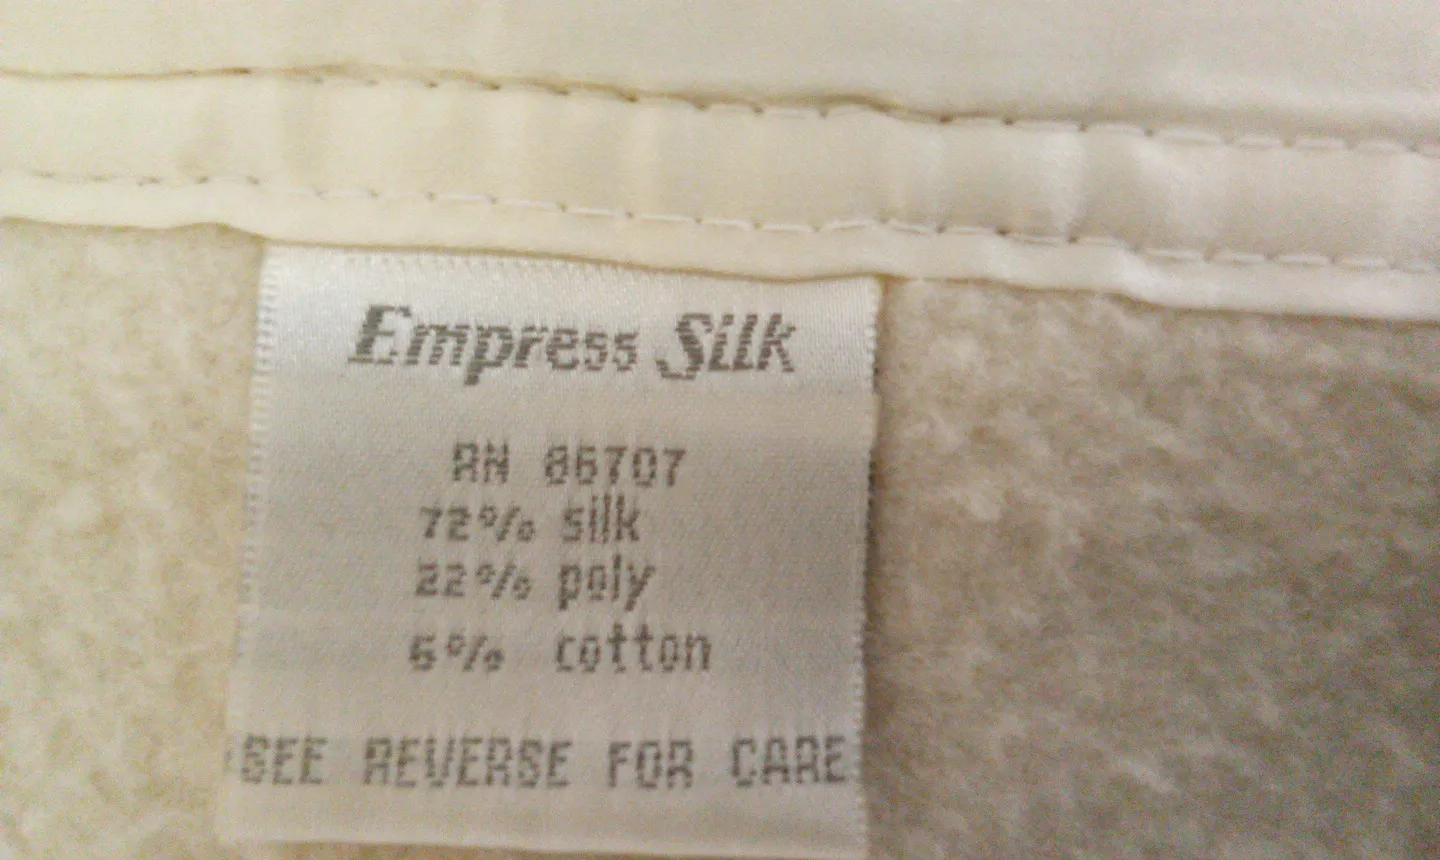 Empress Silk
RN 86707
72% silk
22% poly
6% cotton
SEE REVERSE FOR CARE